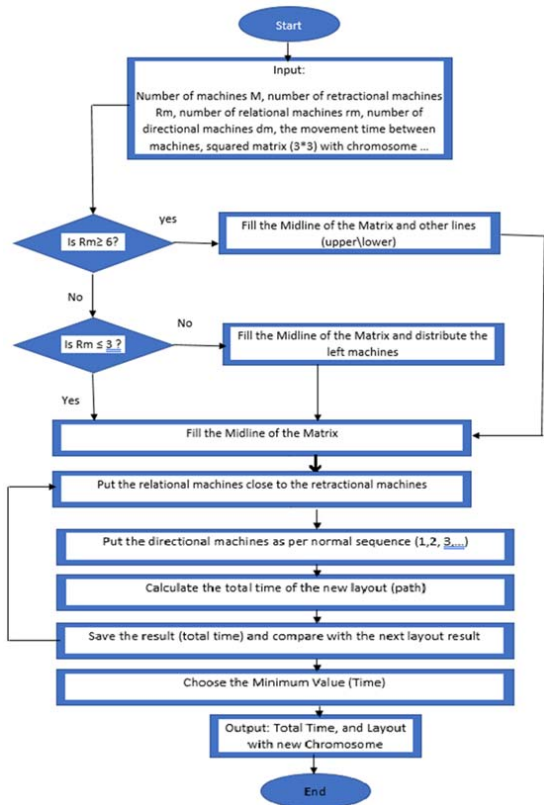 Start
Input:
Number of machines M, number of retractional machines
Rm, number of relational machines rm, number of
directional machines dm, the movement time between
machines, squared matrix (3*3) with chromosome ...
Is Rm≥ 6?
yes
Fill the Midline of the Matrix and other lines
(upper\lower)
No
Is Rm ≤ 3 ?
No
Fill the Midline of the Matrix and distribute the
left machines
Yes
Fill the Midline of the Matrix
Put the relational machines close to the retractional machines
Put the directional machines as per normal sequence (1,2, 3,...)
Calculate the total time of the new layout (path)
Save the result (total time) and compare with the next layout result
Choose the Minimum Value (Time)
Output: Total Time, and Layout
with new Chromosome
End